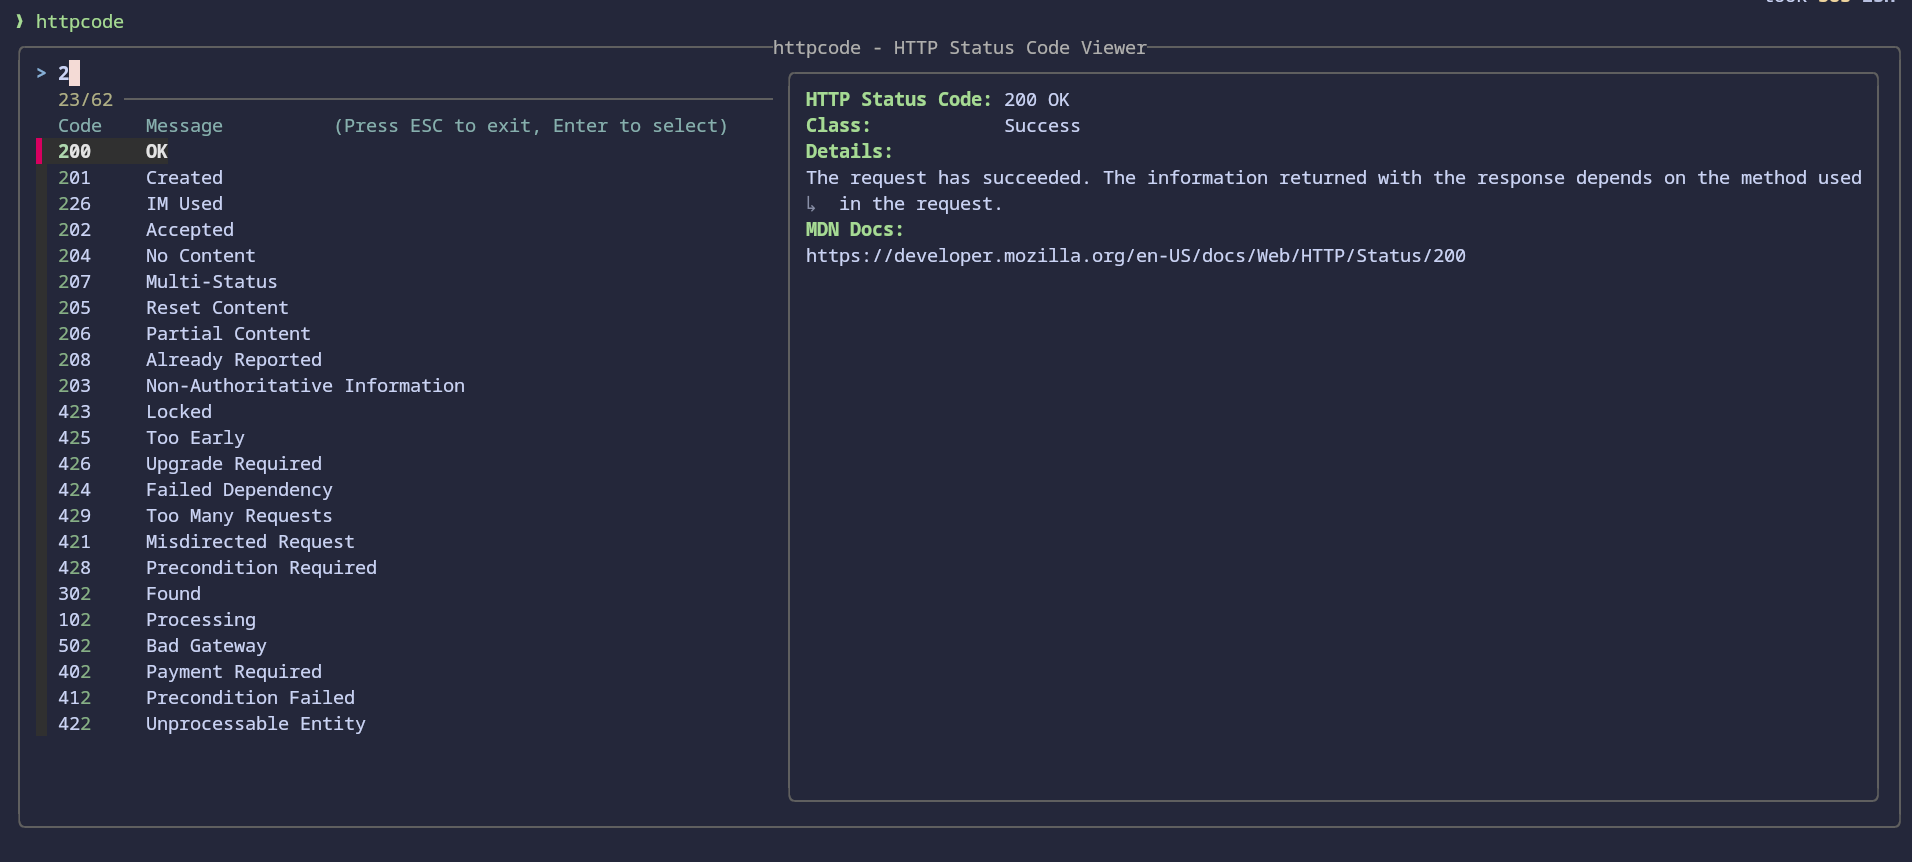 ❱ httpcode
httpcode - HTTP Status Code Viewer
> 2
23/62
Code Message (Press ESC to exit, Enter to select)
200 OK
201 Created
226 IM Used
202 Accepted
204 No Content
207 Multi-Status
205 Reset Content
206 Partial Content
208 Already Reported
203 Non-Authoritative Information
423 Locked
425 Too Early
426 Upgrade Required
424 Failed Dependency
429 Too Many Requests
421 Misdirected Request
428 Precondition Required
302 Found
102 Processing
502 Bad Gateway
402 Payment Required
412 Precondition Failed
422 Unprocessable Entity
HTTP Status Code: 200 OK
Class: Success
Details:
The request has succeeded. The information returned with the response depends on the method used
↳ in the request.
MDN Docs:
https://developer.mozilla.org/en-US/docs/Web/HTTP/Status/200